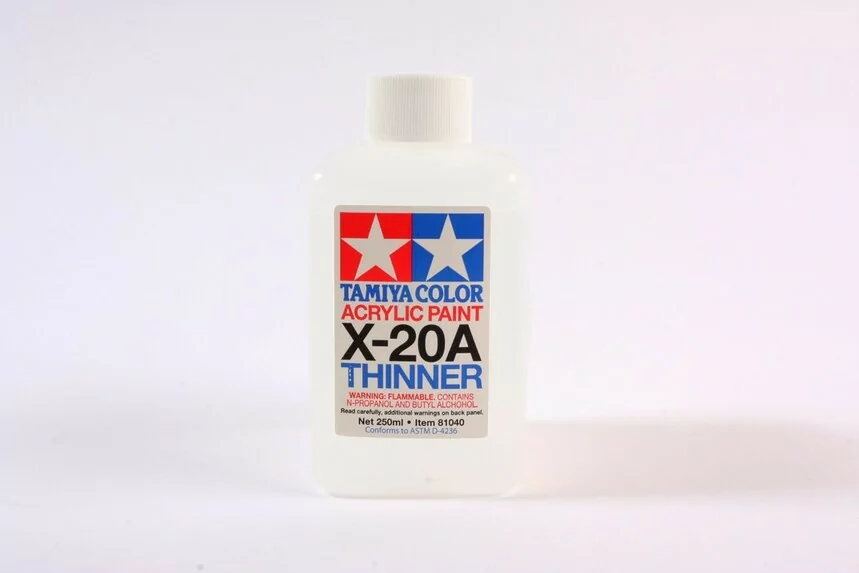 TAMIYA COLOR
ACRYLIC PAINT
X-20A
THINNER
WARNING: FLAMMABLE. CONTAINS
N-PROPANOL AND BUTYL ALCHOHOL.
Read carefully, additional warnings on back panel.
Net 250ml • Item 81040
Conforms to ASTM D-4236